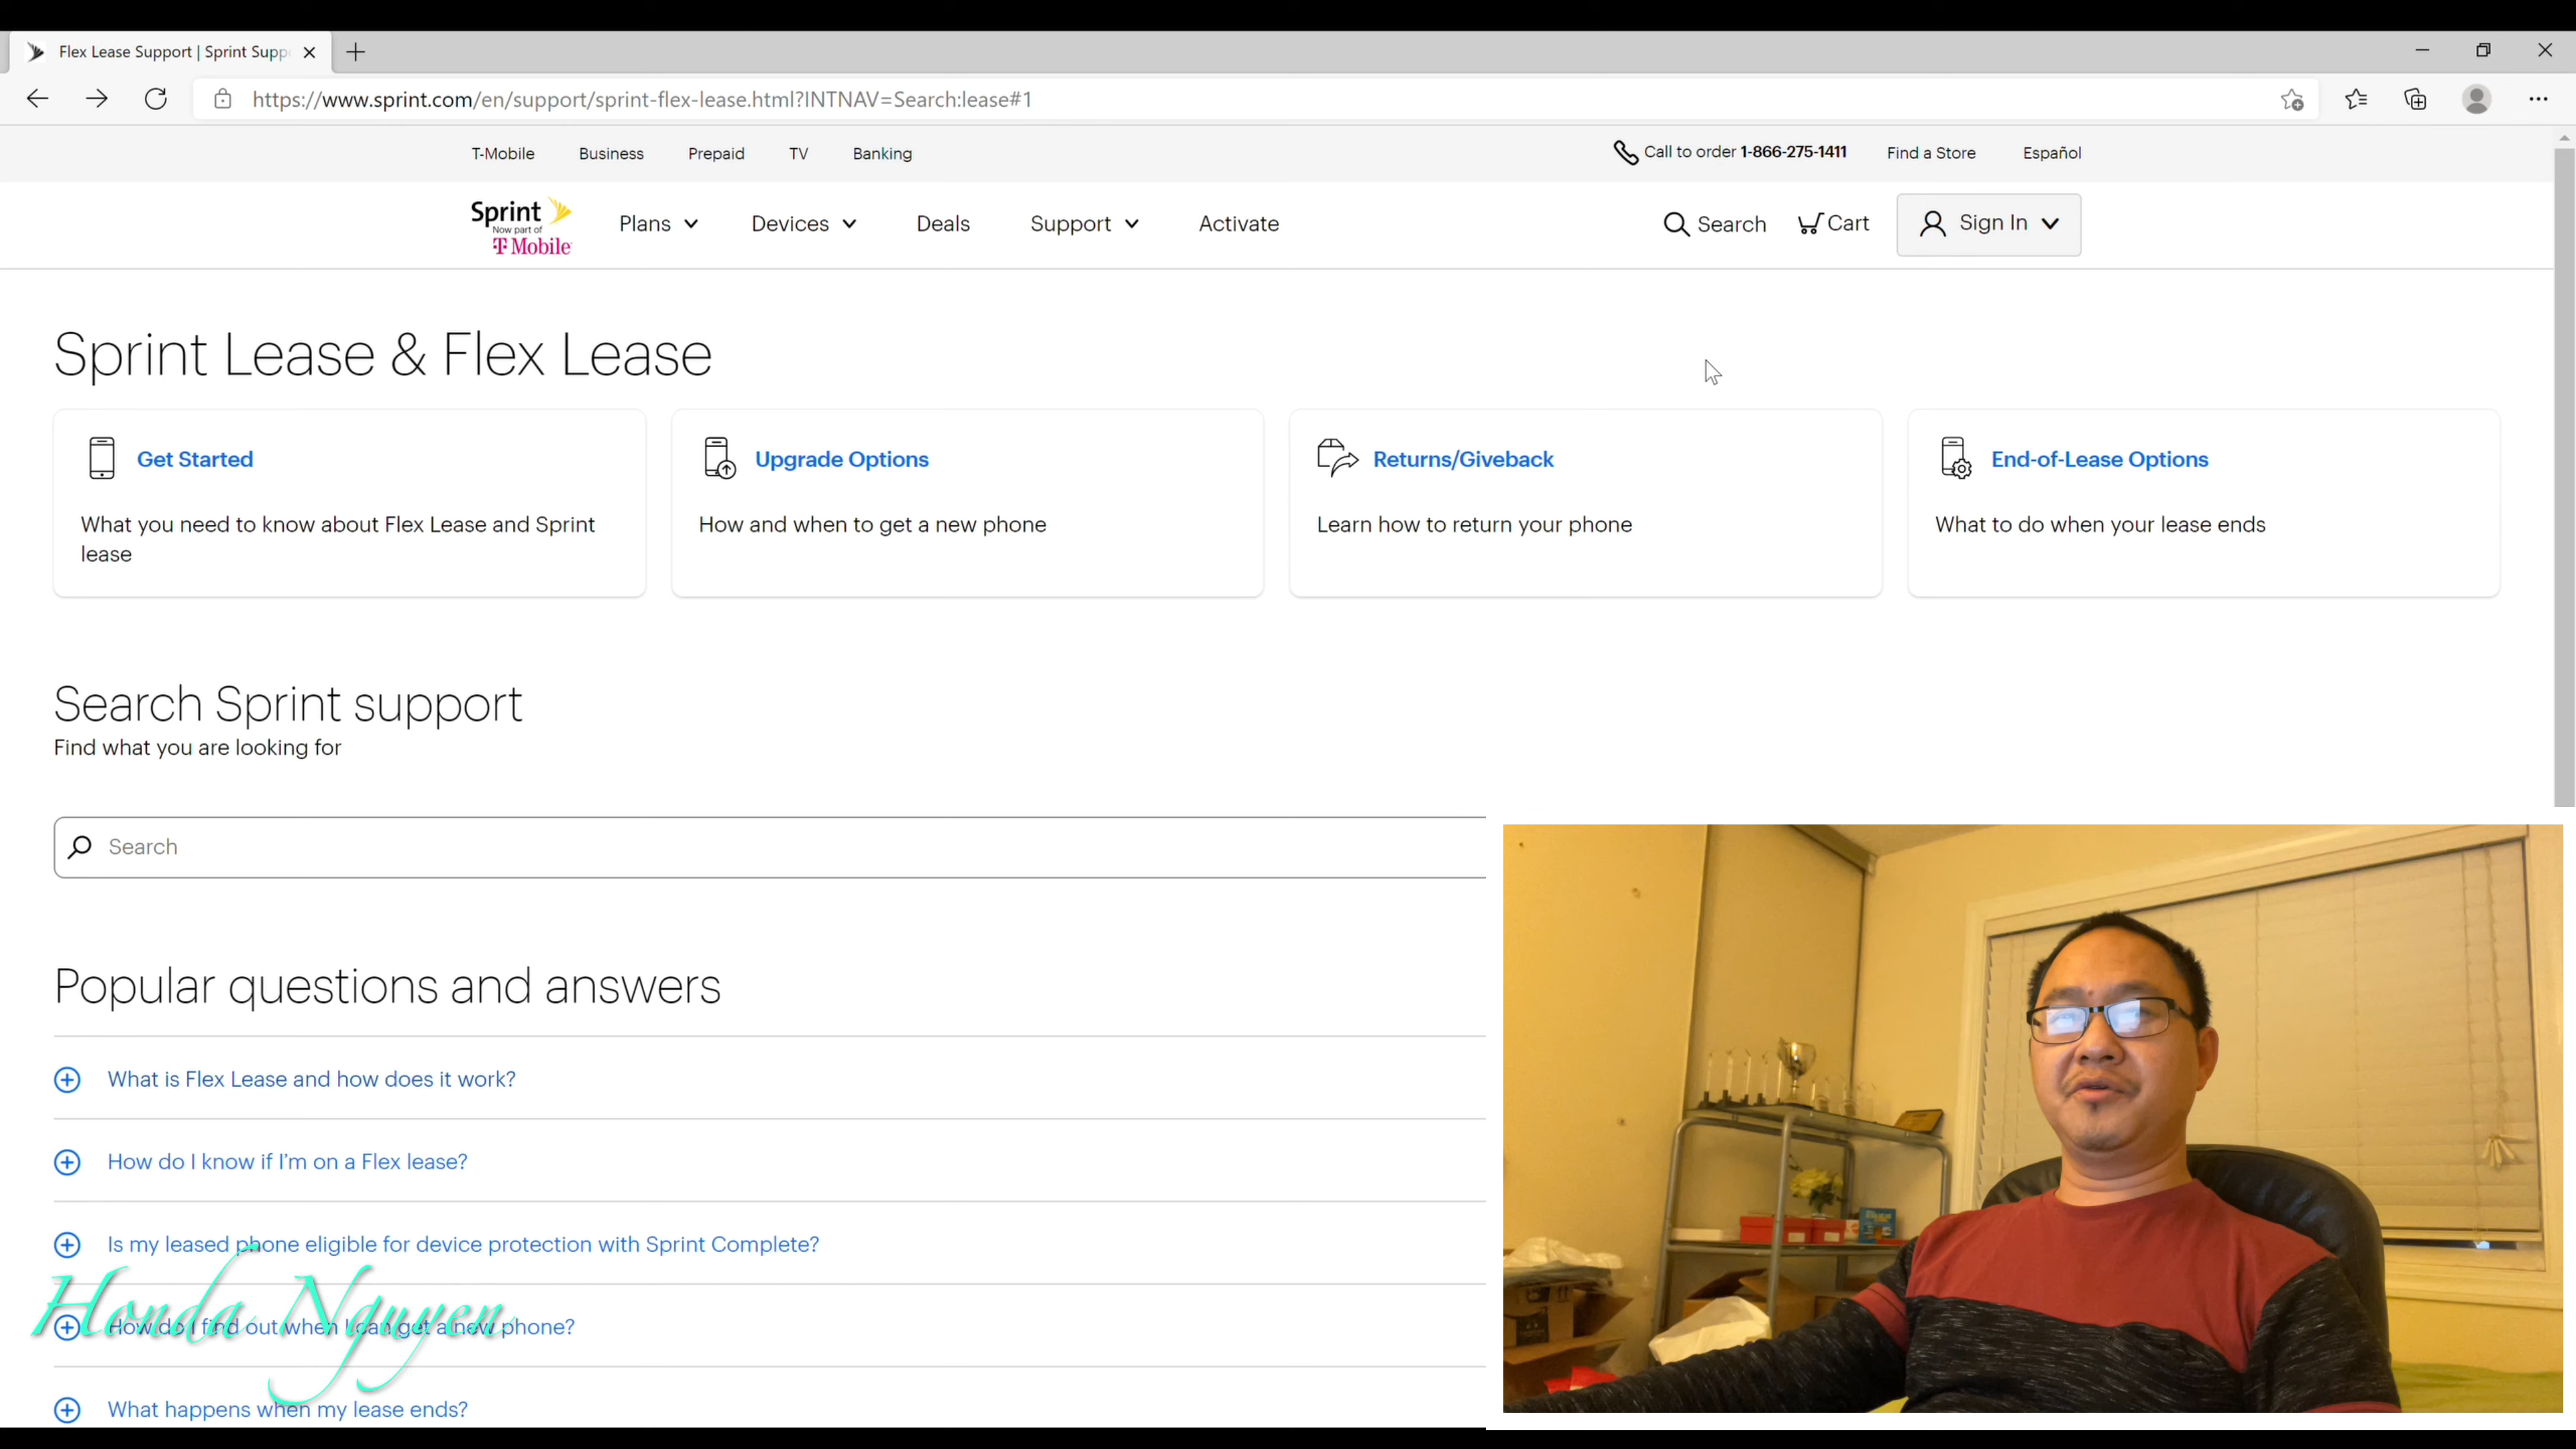 Flex Lease Support | Sprint Supp
https://www.sprint.com/en/support/sprint-flex-lease.html?INTNAV=Search:lease#1
T-Mobile Business Prepaid TV Banking Call to order 1-866-275-1411 Find a Store Español
Sprint
Now part of
T Mobile
Plans Devices Deals Support Activate Search Cart Sign In
Sprint Lease & Flex Lease
Get Started
What you need to know about Flex Lease and Sprint
lease
Upgrade Options
How and when to get a new phone
Returns/Giveback
Learn how to return your phone
End-of-Lease Options
What to do when your lease ends
Search Sprint support
Find what you are looking for
Search
Popular questions and answers
What is Flex Lease and how does it work?
How do I know if I'm on a Flex lease?
Is my leased phone eligible for device protection with Sprint Complete?
How do I find out when I can get a new phone?
What happens when my lease ends?
Honda Nguyen